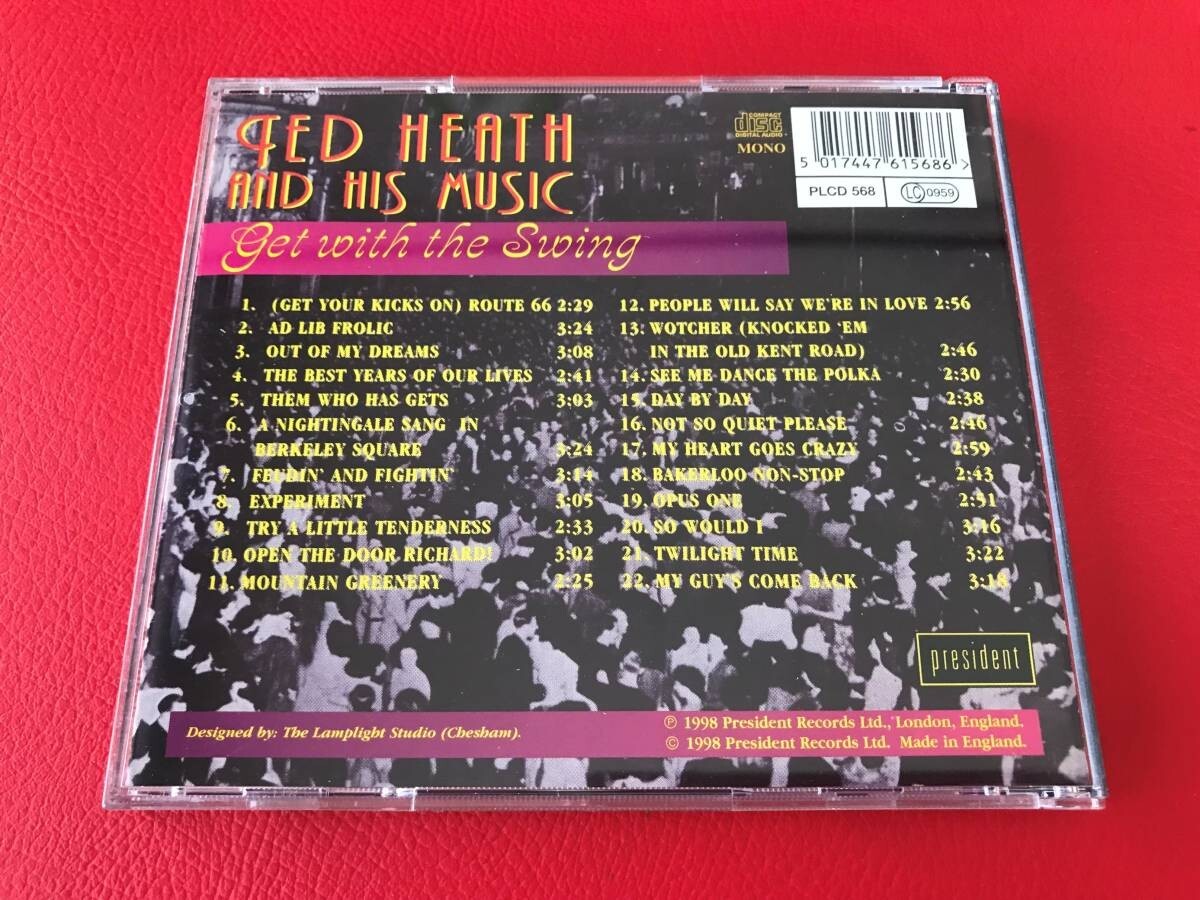 TED HEATH
AND HIS MUSIC
Get with the Swing
COMPACT
disc
DIGITAL AUDIO
MONO
5 017447 615686 >
PLCD 568
LC 0959
1. (GET YOUR KICKS ON) ROUTE 66 2:29
2. AD LIB FROLIC 3:24
3. OUT OF MY DREAMS 3:08
4. THE BEST YEARS OF OUR LIVES 2:41
5. THEM WHO HAS GETS 3:03
6. A NIGHTINGALE SANG IN
BERKELEY SQUARE 3:24
7. FEUDIN' AND FIGHTIN' 3:14
8. EXPERIMENT 3:05
9. TRY A LITTLE TENDERNESS 2:33
10. OPEN THE DOOR RICHARD! 3:02
11. MOUNTAIN GREENERY 2:25
12. PEOPLE WILL SAY WE'RE IN LOVE 2:56
13. WOTCHER (KNOCKED 'EM
IN THE OLD KENT ROAD) 2:46
14. SEE ME DANCE THE POLKA 2:30
15. DAY BY DAY 2:38
16. NOT SO QUIET PLEASE 2:46
17. MY HEART GOES CRAZY 2:59
18. BAKERLOO NON-STOP 2:43
19. OPUS ONE 2:51
20. SO WOULD I 3:16
21. TWILIGHT TIME 3:22
22. MY GUY'S COME BACK 3:18
president
Designed by: The Lamplight Studio (Chesham).
℗ 1998 President Records Ltd., London, England.
© 1998 President Records Ltd. Made in England.